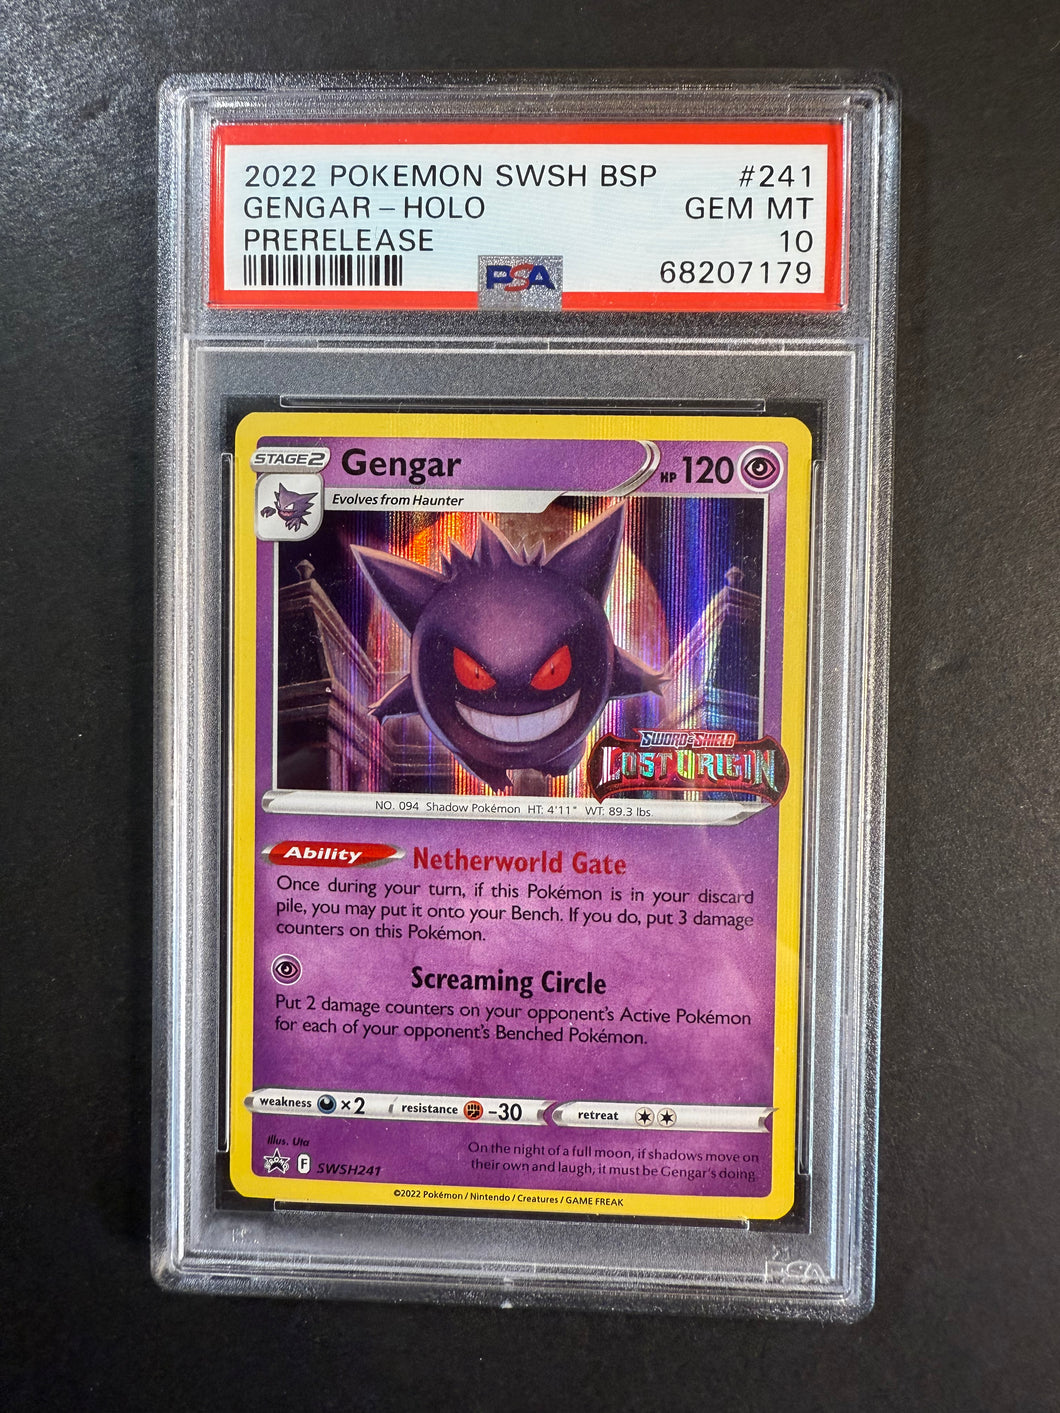 2022 POKEMON SWSH BSP #241
GENGAR – HOLO GEM MT
PRERELEASE 10
68207179
PSA
STAGE2 Gengar HP 120
Evolves from Haunter
SWORD & SHIELD
LOST ORIGIN
NO. 094 Shadow Pokémon HT: 4'11" WT: 89.3 lbs.
Ability Netherworld Gate
Once during your turn, if this Pokémon is in your discard
pile, you may put it onto your Bench. If you do, put 3 damage
counters on this Pokémon.
Screaming Circle
Put 2 damage counters on your opponent's Active Pokémon
for each of your opponent's Benched Pokémon.
weakness ×2 resistance -30 retreat
Illus. Uta
On the night of a full moon, if shadows move on
their own and laugh, it must be Gengar's doing.
PROMO F SWSH241
©2022 Pokémon / Nintendo / Creatures / GAME FREAK
PSA